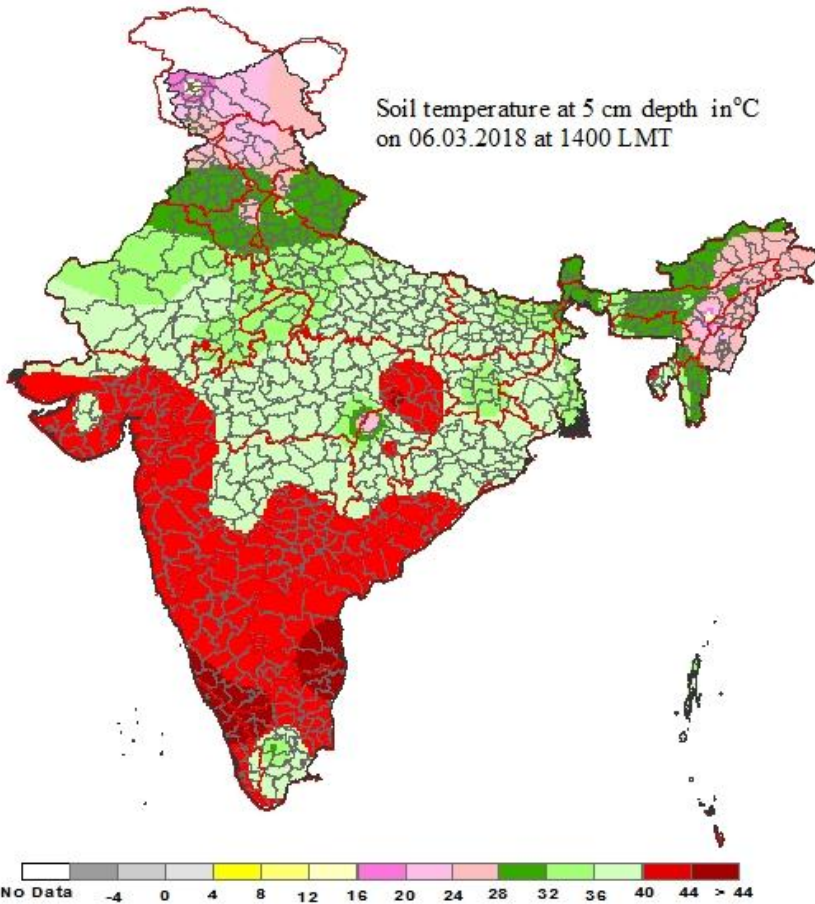 Soil temperature at 5 cm depth in°C
on 06.03.2018 at 1400 LMT
No Data -4 0 4 8 12 16 20 24 28 32 36 40 44 > 44